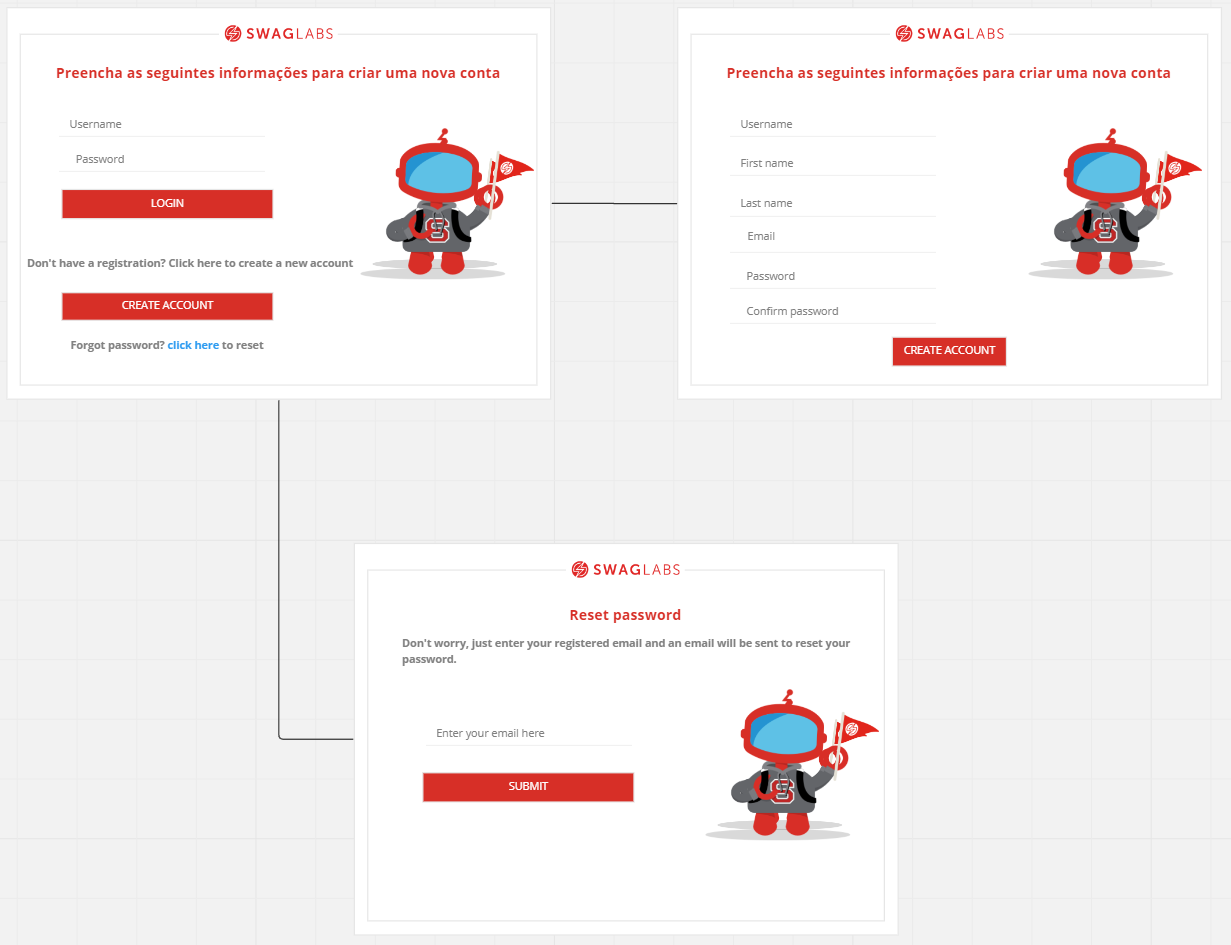 SWAGLABS
Preencha as seguintes informações para criar uma nova conta
Username
Password
LOGIN
Don't have a registration? Click here to create a new account
CREATE ACCOUNT
Forgot password? click here to reset
SWAGLABS
Preencha as seguintes informações para criar uma nova conta
Username
First name
Last name
Email
Password
Confirm password
CREATE ACCOUNT
SWAGLABS
Reset password
Don't worry, just enter your registered email and an email will be sent to reset your
password.
Enter your email here
SUBMIT